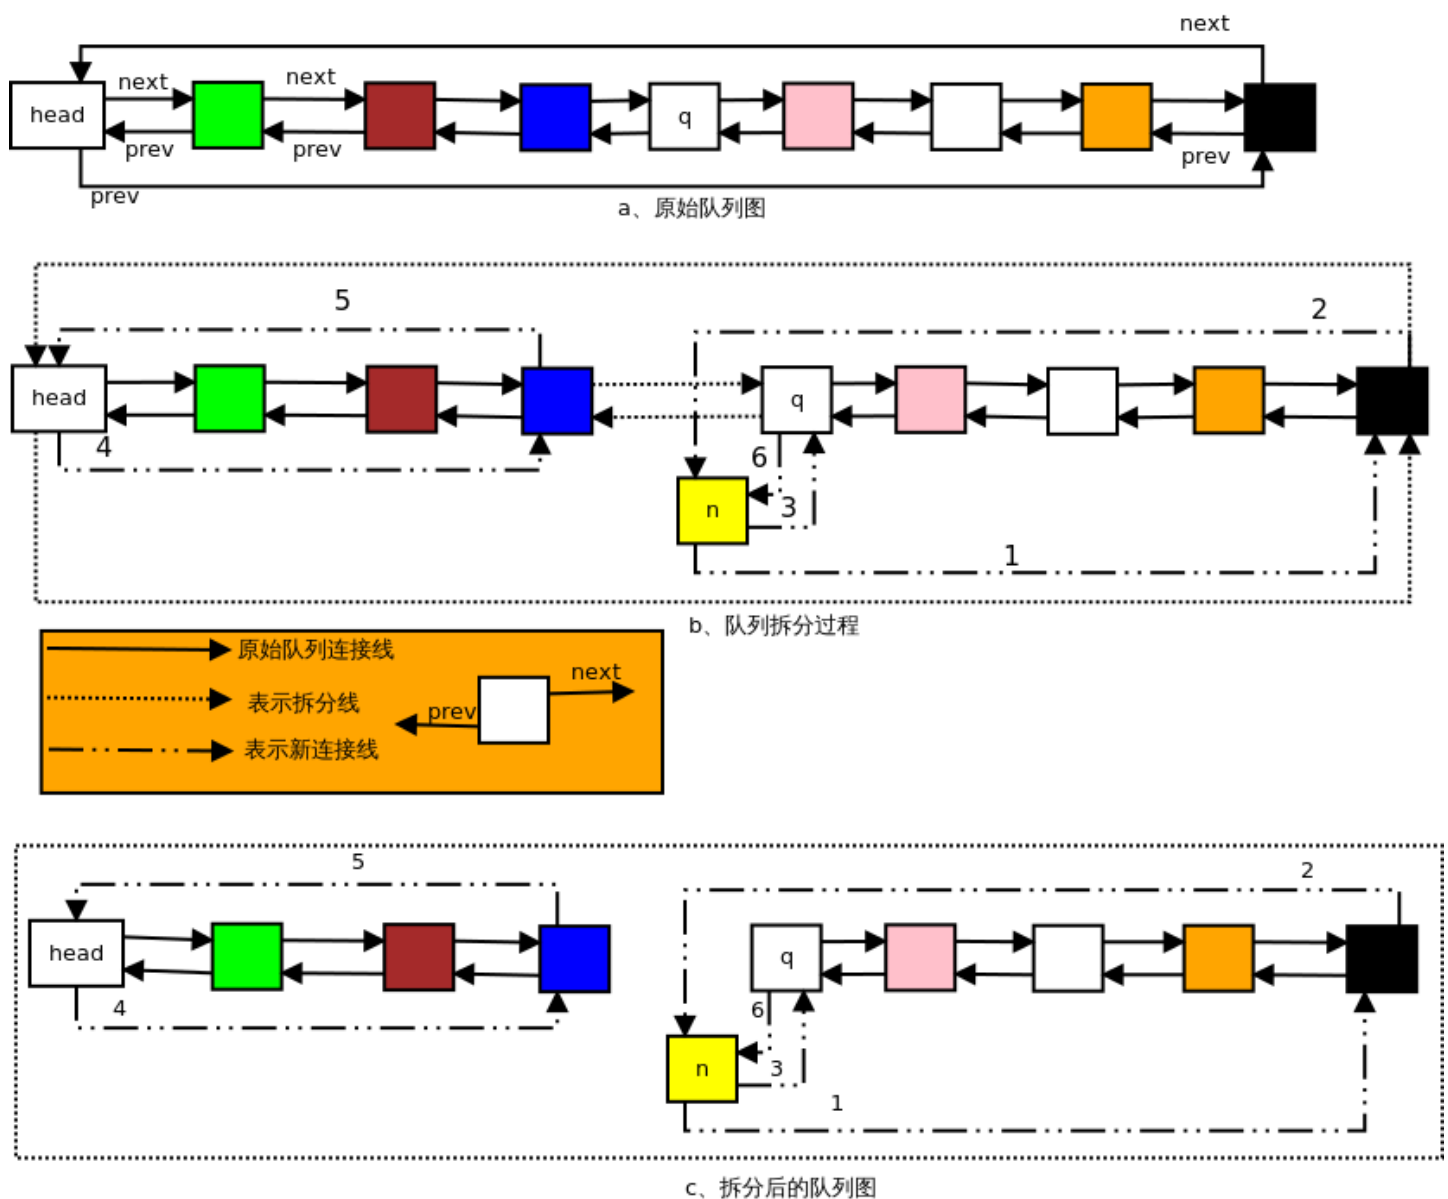 next
next
next
head
q
prev
prev
prev
prev
a、原始队列图
5
2
head
q
4
6
n
3
1
b、队列拆分过程
原始队列连接线
next
表示拆分线
prev
表示新连接线
5
2
head
q
4
6
n
3
1
c、拆分后的队列图